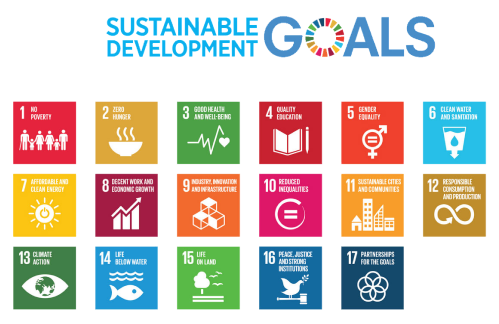 SUSTAINABLE
DEVELOPMENT
GOALS
1 NO
POVERTY
2 ZERO
HUNGER
3 GOOD HEALTH
AND WELL-BEING
4 QUALITY
EDUCATION
5 GENDER
EQUALITY
6 CLEAN WATER
AND SANITATION
7 AFFORDABLE AND
CLEAN ENERGY
8 DECENT WORK AND
ECONOMIC GROWTH
9 INDUSTRY, INNOVATION
AND INFRASTRUCTURE
10 REDUCED
INEQUALITIES
11 SUSTAINABLE CITIES
AND COMMUNITIES
12 RESPONSIBLE
CONSUMPTION
AND PRODUCTION
13 CLIMATE
ACTION
14 LIFE
BELOW WATER
15 LIFE
ON LAND
16 PEACE, JUSTICE
AND STRONG
INSTITUTIONS
17 PARTNERSHIPS
FOR THE GOALS